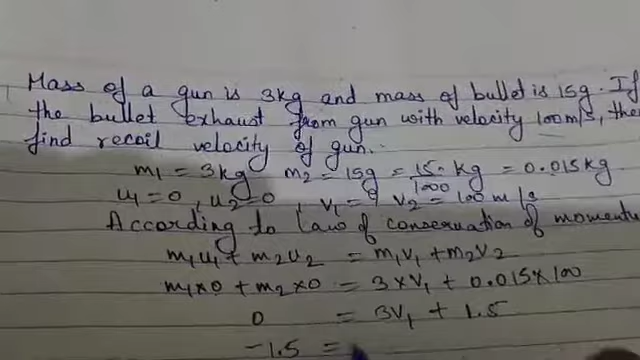 Mass of a gun is 3kg and mass of bullet is 15g. If
the bullet exhaust from gun with velocity 100m/s, the
find recoil velocity of gun.
m1 = 3kg m2 = 15g = 15/1000 kg = 0.015kg
u1 = 0, u2 = 0, v1 = ? v2 = 100 m/s
According to law of conservation of momentu
m1u1 + m2u2 = m1v1 + m2v2
m1×0 + m2×0 = 3×v1 + 0.015×100
0 = 3v1 + 1.5
-1.5 =